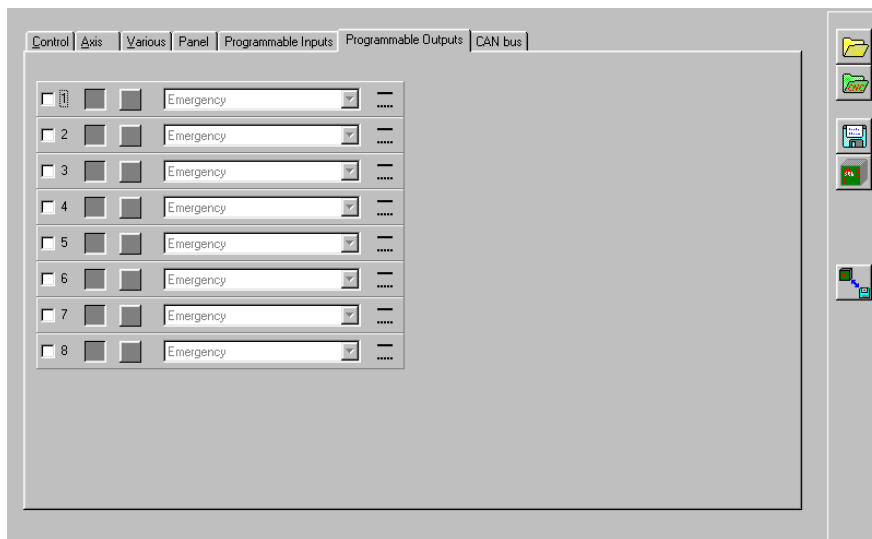 Control Axis Various Panel Programmable Inputs Programmable Outputs CAN bus
1 Emergency
2 Emergency
3 Emergency
4 Emergency
5 Emergency
6 Emergency
7 Emergency
8 Emergency